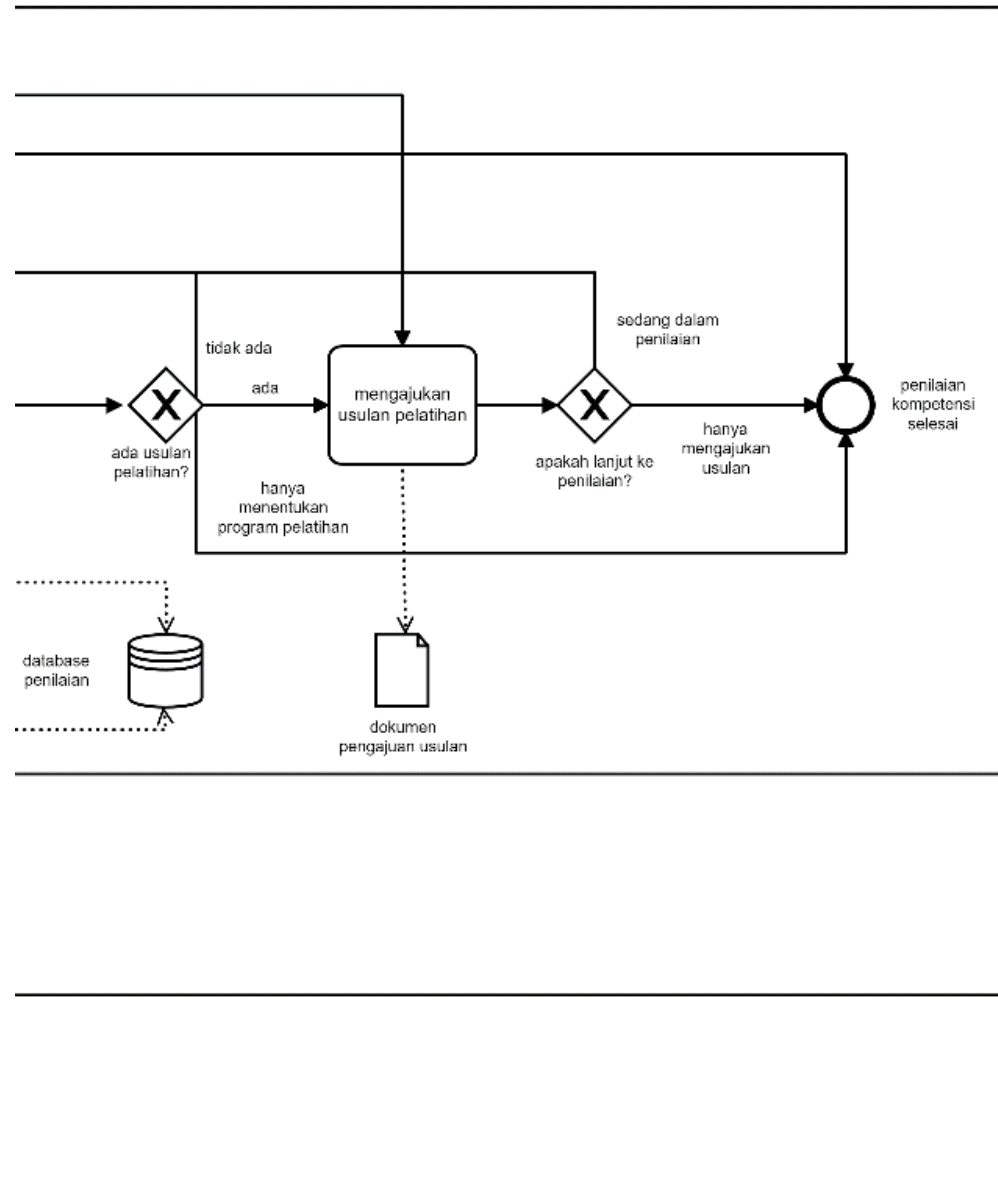 sedang dalam
penilaian
tidak ada
ada
mengajukan
usulan pelatihan
penilaian
kompetensi
selesai
ada usulan
pelatihan?
hanya
mengajukan
usulan
apakah lanjut ke
penilaian?
hanya
menentukan
program pelatihan
database
penilaian
dokumen
pengajuan usulan